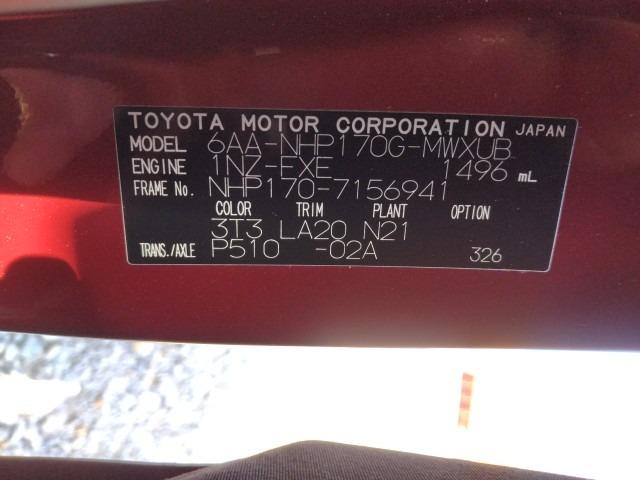 TOYOTA MOTOR CORPORATION JAPAN
MODEL 6AA-NHP170G-MWXUB
ENGINE 1NZ-FXE 1496 mL
FRAME No. NHP170-7156941
COLOR TRIM PLANT OPTION
3T3 LA20 N21
TRANS./AXLE P510 -02A 326